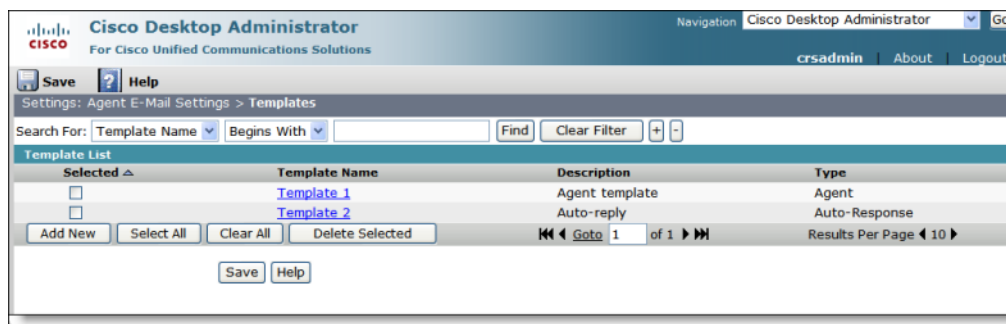 Cisco Desktop Administrator
Navigation Cisco Desktop Administrator
CISCO
For Cisco Unified Communications Solutions
crsadmin | About | Logout
Save ? Help
Settings: Agent E-Mail Settings > Templates
Search For: Template Name Begins With Find Clear Filter + -
Template List
Selected Template Name Description Type
Template 1 Agent template Agent
Template 2 Auto-reply Auto-Response
Add New Select All Clear All Delete Selected Goto 1 of 1 Results Per Page 10
Save Help